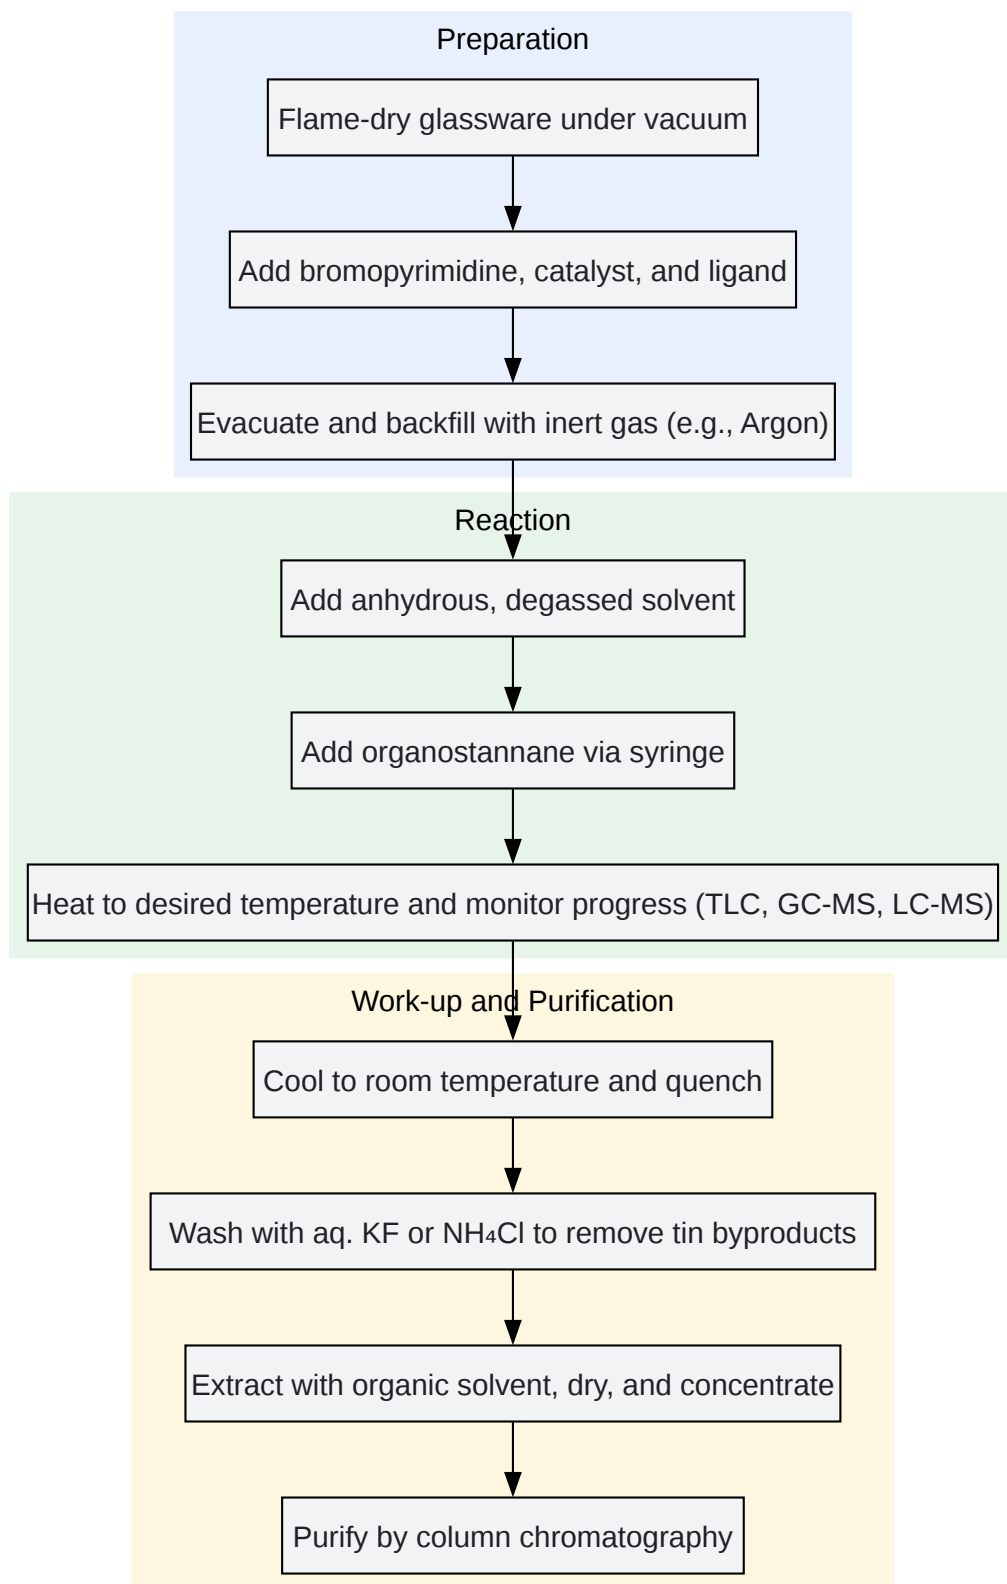 Preparation
Flame-dry glassware under vacuum
Add bromopyrimidine, catalyst, and ligand
Evacuate and backfill with inert gas (e.g., Argon)
Reaction
Add anhydrous, degassed solvent
Add organostannane via syringe
Heat to desired temperature and monitor progress (TLC, GC-MS, LC-MS)
Work-up and Purification
Cool to room temperature and quench
Wash with aq. KF or NH₄Cl to remove tin byproducts
Extract with organic solvent, dry, and concentrate
Purify by column chromatography